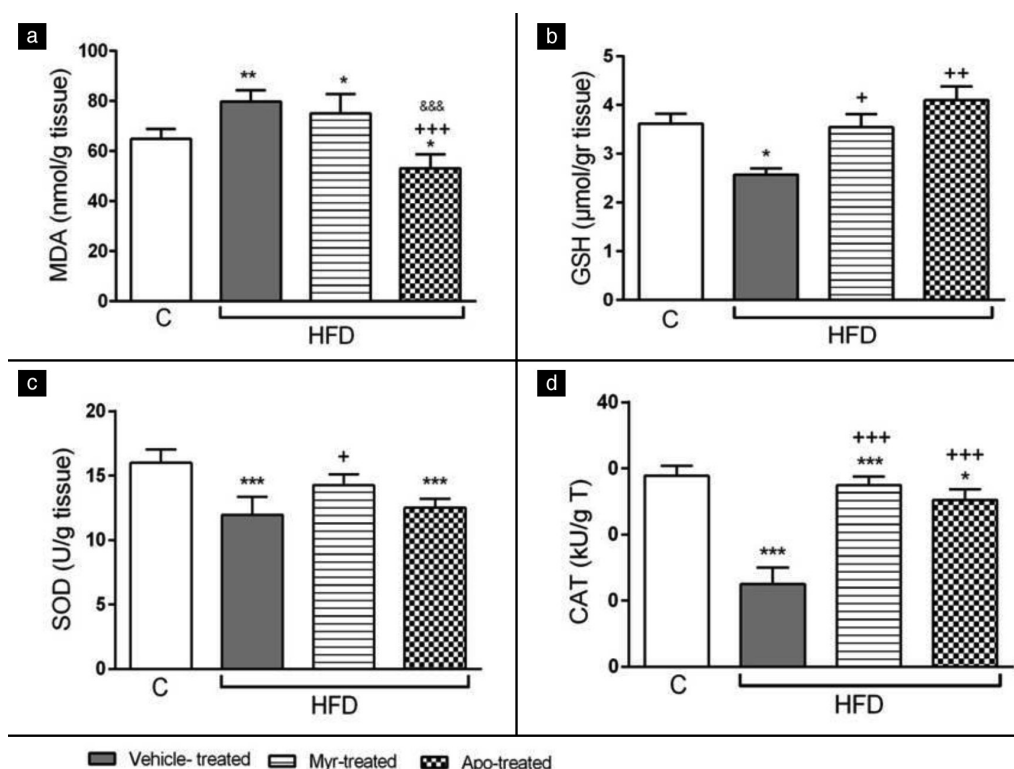 a
MDA (nmol/g tissue)
100
80
60
40
20
0
**
*
&&&
+++
*
C
HFD
b
GSH (µmol/gr tissue)
5
4
3
2
1
0
*
+
++
C
HFD
c
SOD (U/g tissue)
20
15
10
5
0
***
+
***
C
HFD
d
CAT (kU/g T)
40
0
0
0
0
***
+++
***
+++
*
C
HFD
Vehicle- treated Myr-treated Apo-treated